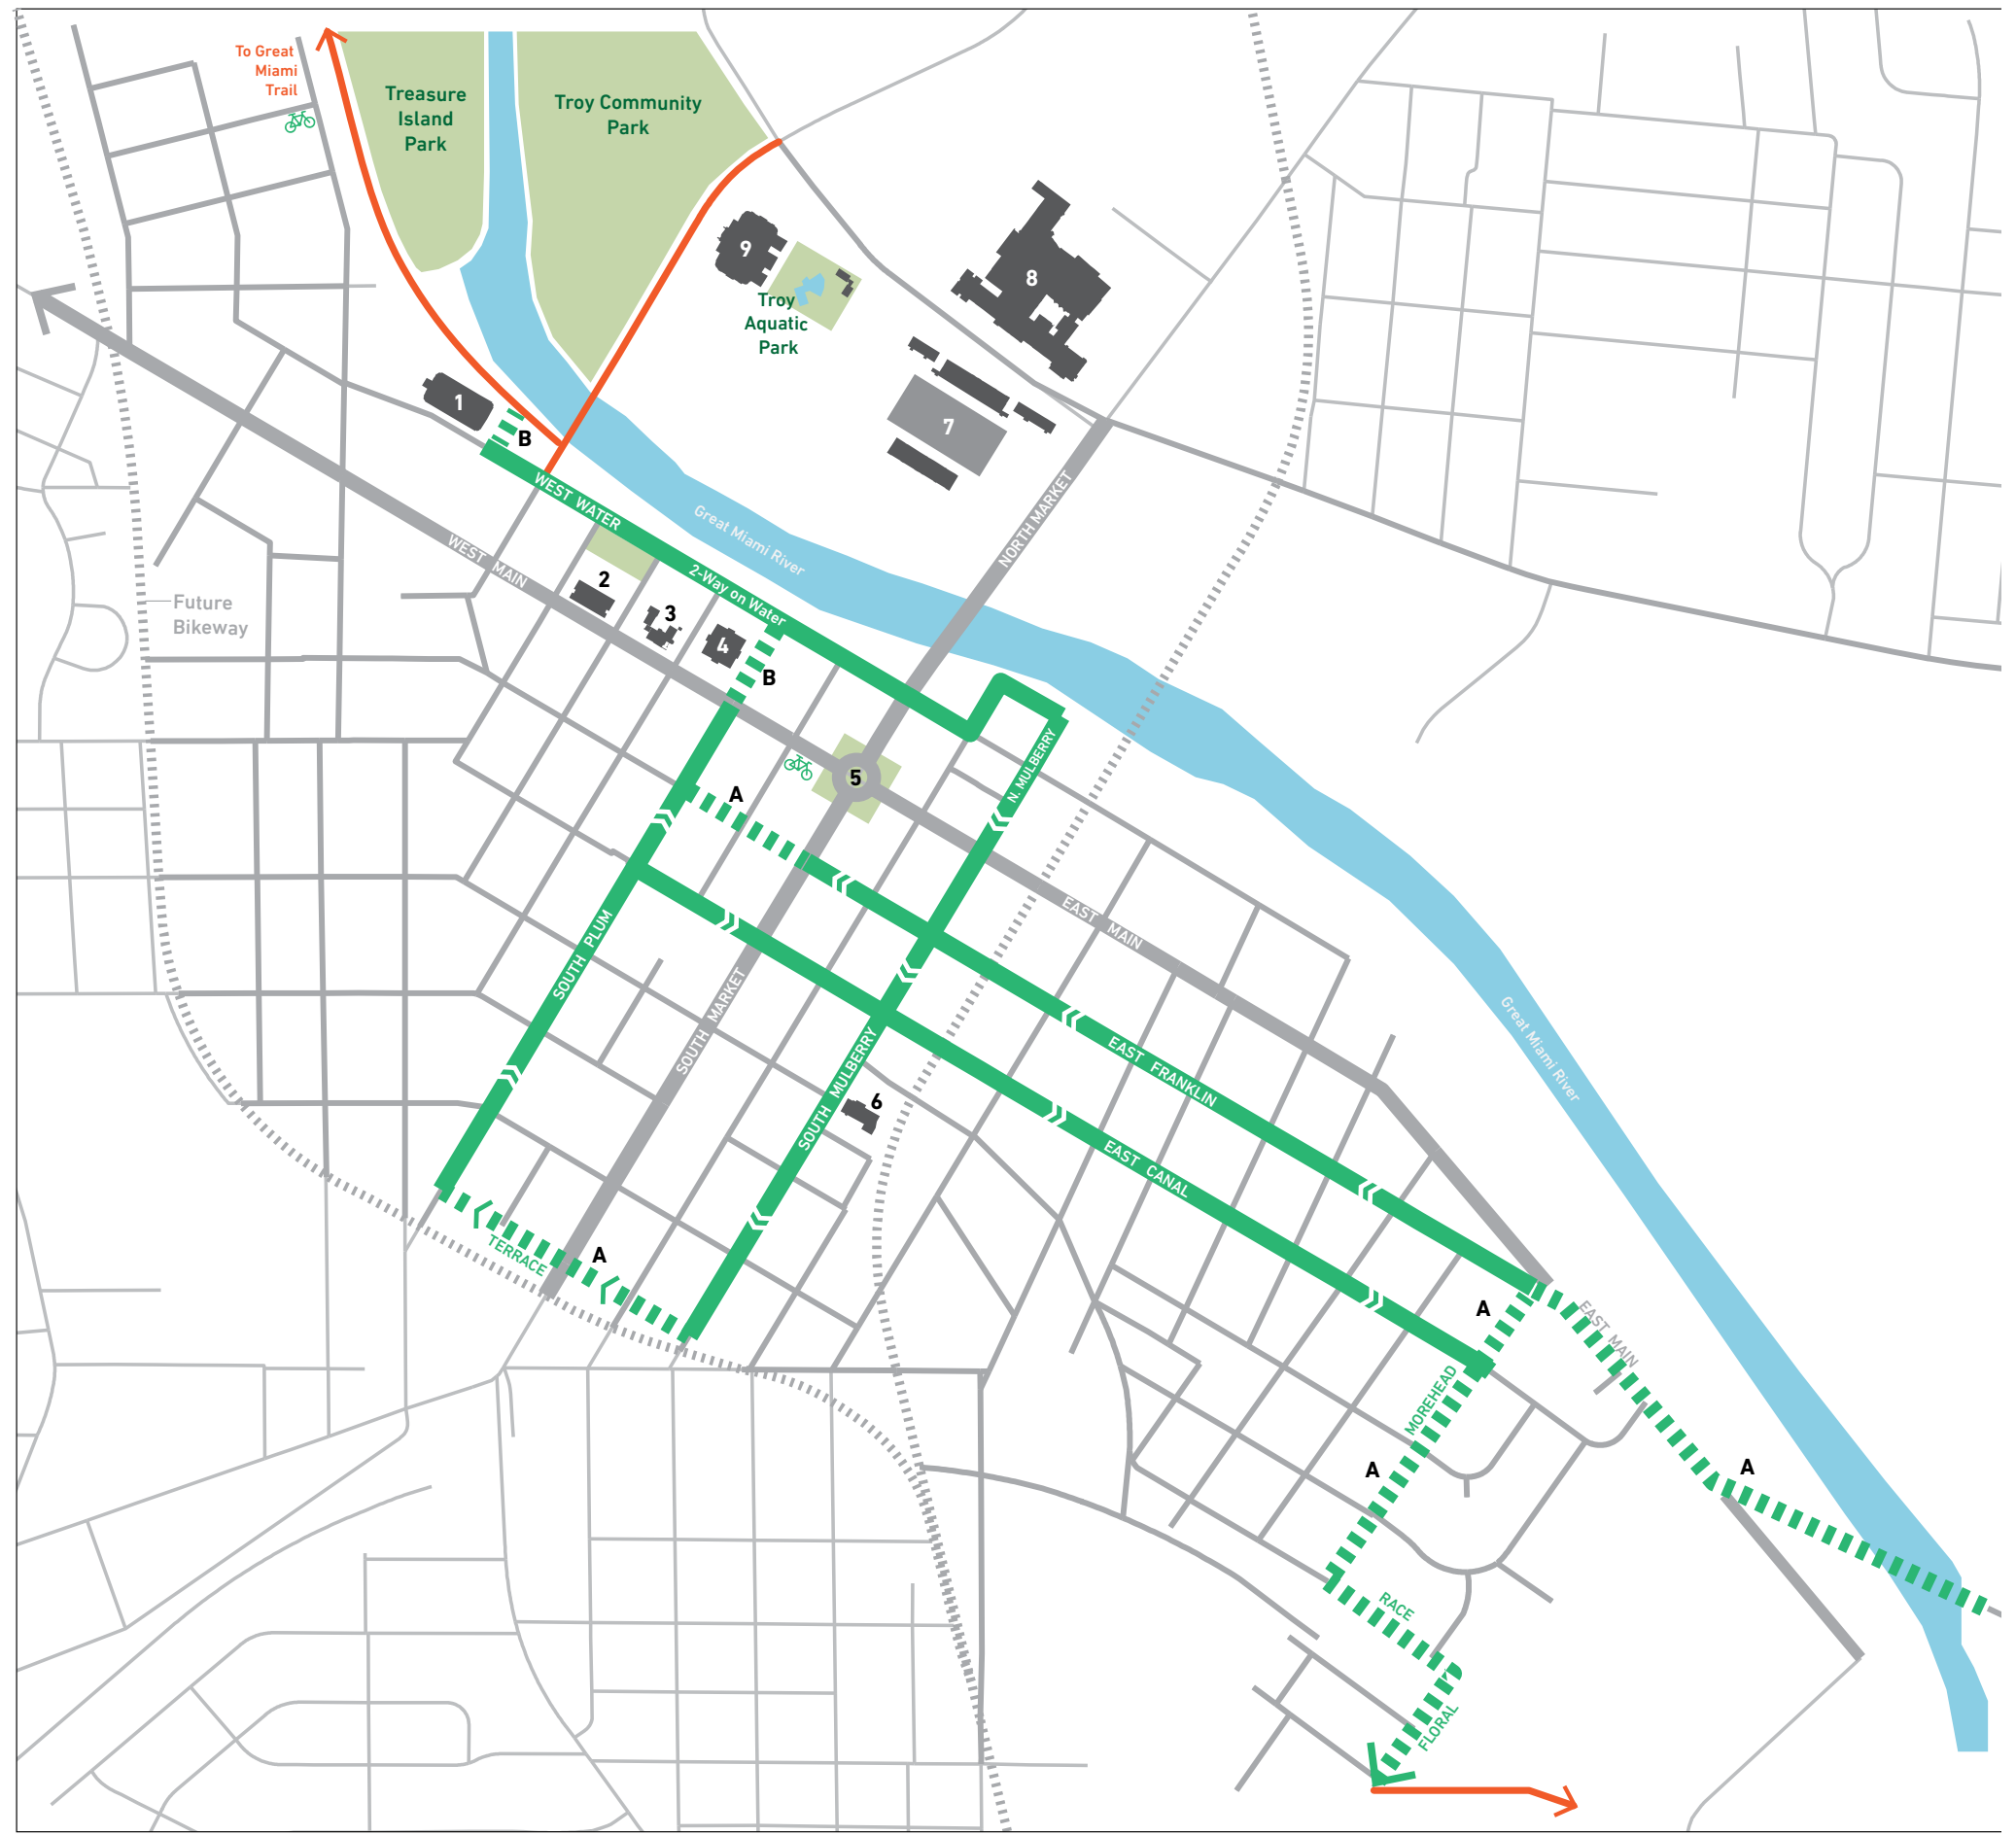 To Great
Miami
Trail
Treasure
Island
Park
Troy Community
Park
9
8
Troy
Aquatic
Park
1
7
B
WEST WATER
Great Miami River
NORTH MARKET
WEST MAIN
2-Way on Water
2
3
4
Future
Bikeway
B
N. MULBERRY
5
A
EAST MAIN
SOUTH PLUM
SOUTH MARKET
Great Miami River
EAST FRANKLIN
SOUTH MULBERRY
6
EAST CANAL
TERRACE
A
A
EAST MAIN
MOREHEAD
A
A
RACE
FLORAL